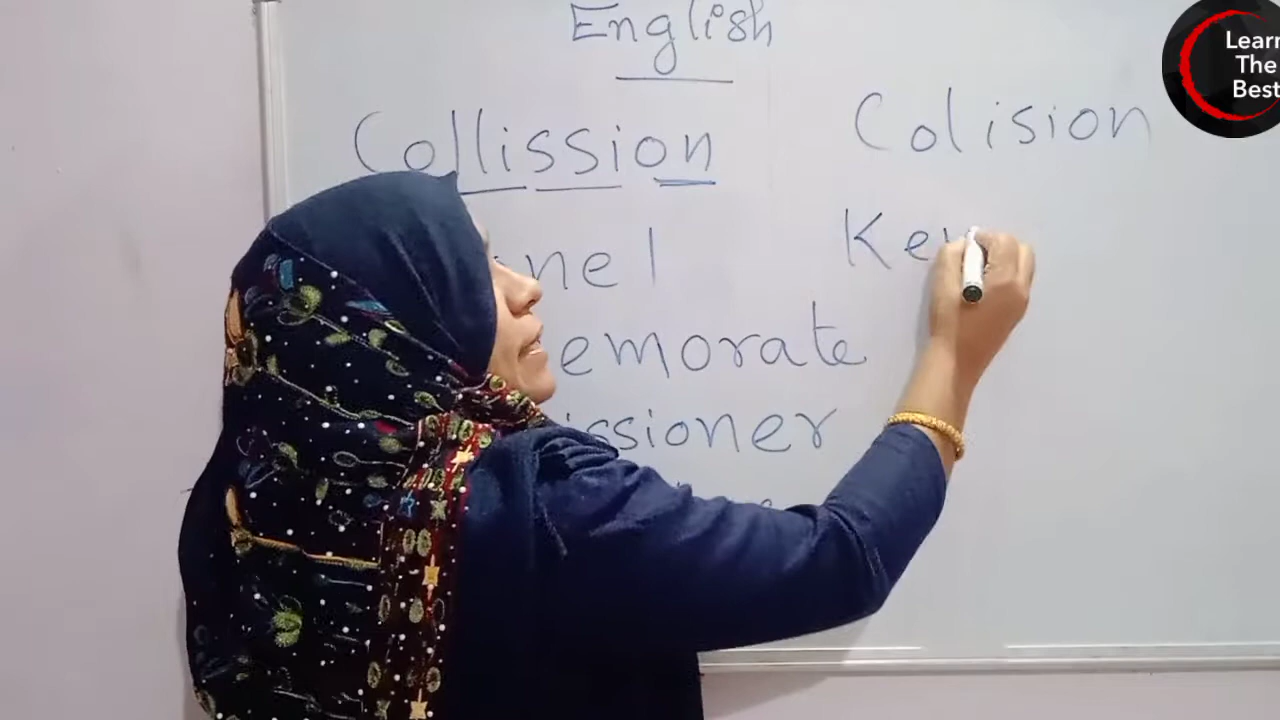 English
Collission Colision
nel Ke
emorate
issioner
Learn
The
Best